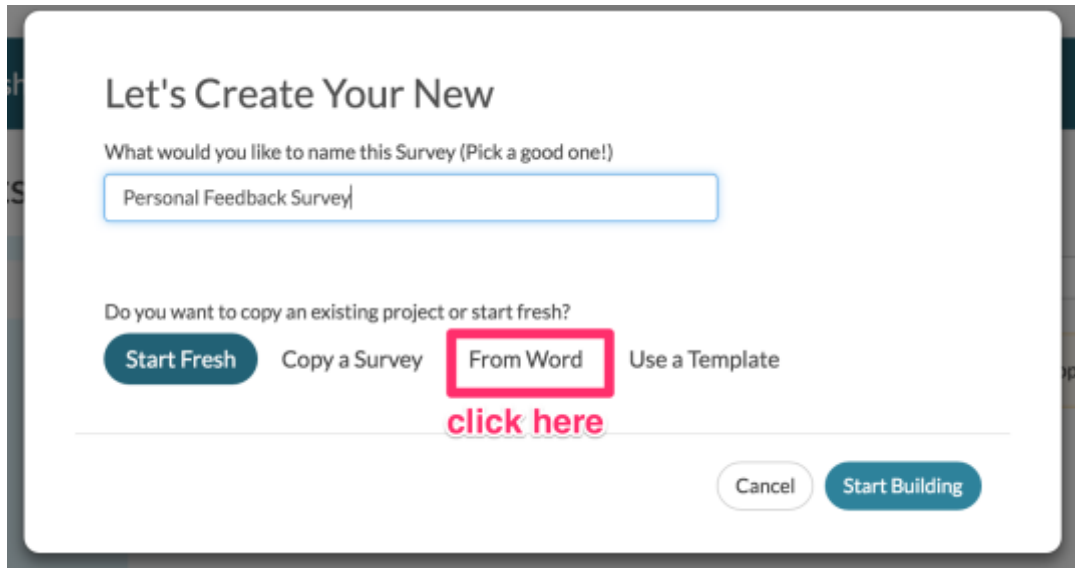 Let's Create Your New
What would you like to name this Survey (Pick a good one!)
Personal Feedback Survey
Do you want to copy an existing project or start fresh?
Start Fresh Copy a Survey From Word Use a Template
click here
Cancel Start Building